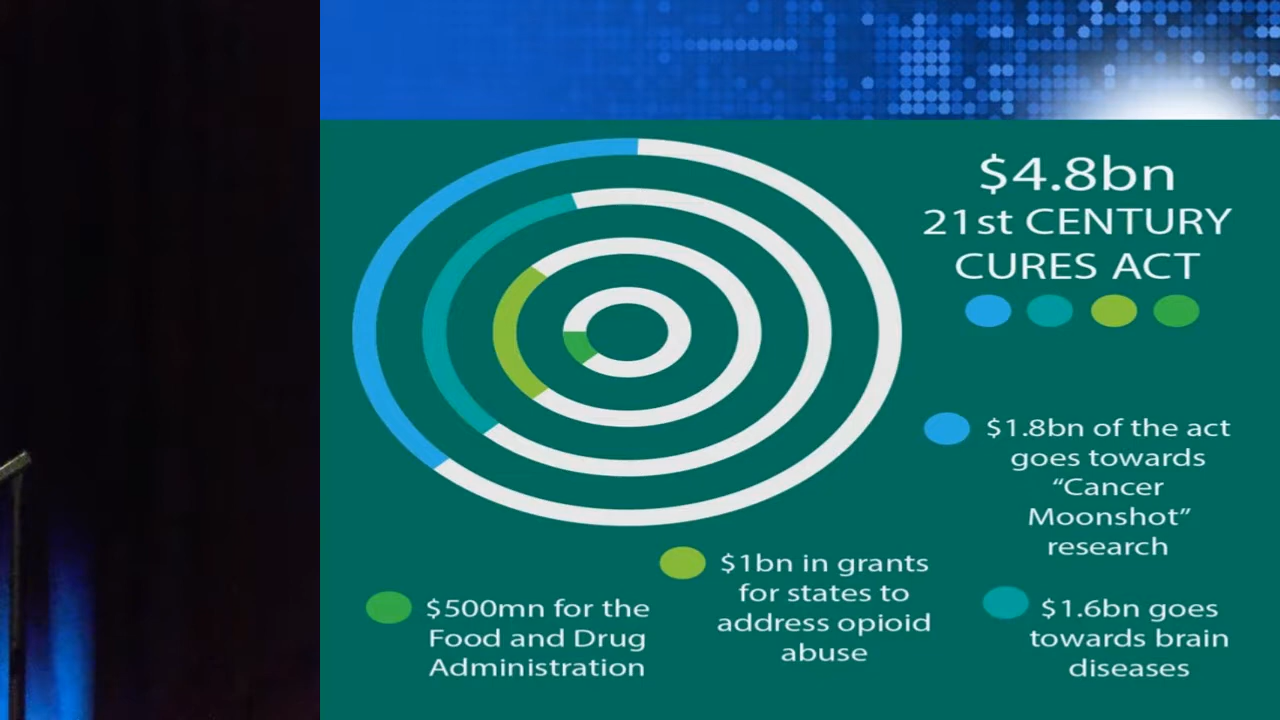 $4.8bn
21st CENTURY
CURES ACT
$1.8bn of the act
goes towards
“Cancer
Moonshot”
research
$1bn in grants
for states to
address opioid
abuse
$500mn for the
Food and Drug
Administration
$1.6bn goes
towards brain
diseases